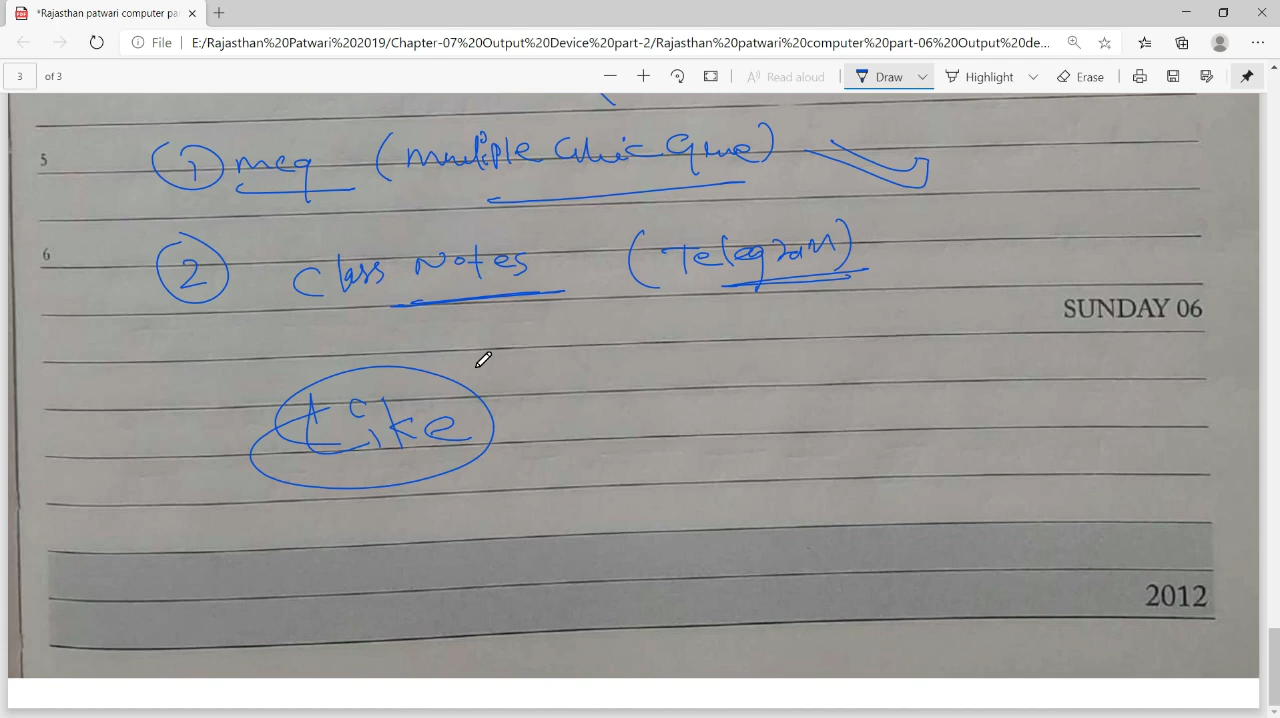 *Rajasthan patwari computer pa
File E:/Rajasthan%20Patwari%202019/Chapter-07%20Output%20Device%20part-2/Rajasthan%20patwari%20computer%20part-06%20Output%20de...
3 of 3 Read aloud Draw Highlight Erase
5
① mcq (multiple Choic Que)
6
② Class Notes (Telegram)
SUNDAY 06
Like
2012